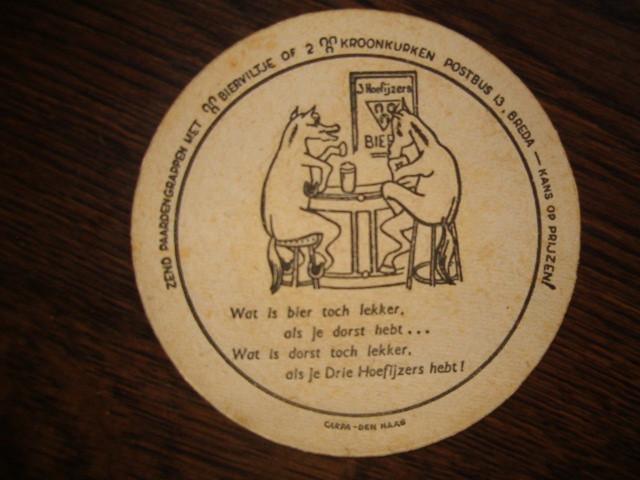 ZEND PAARDENGRAPPEN MET BIERVILTJE OF 2 KROONKURKEN POSTBUS 13, BREDA — KANS OP PRIJZEN!
3 Hoefijzers
BIER
Wat is bier toch lekker,
als je dorst hebt...
Wat is dorst toch lekker,
als je Drie Hoefijzers hebt!
CARPA-DEN HAAG